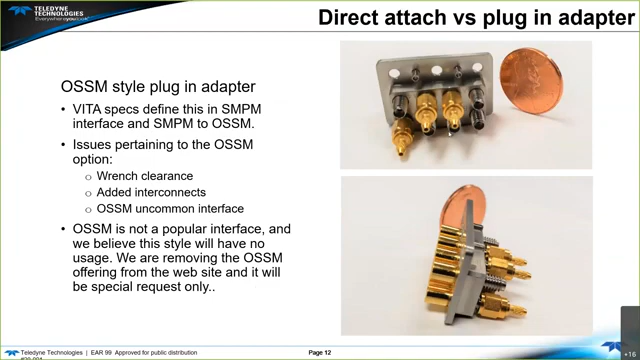 TELEDYNE
TECHNOLOGIES
Everywhereyoulook™
Direct attach vs plug in adapter
OSSM style plug in adapter
• VITA specs define this in SMPM
interface and SMPM to OSSM.
• Issues pertaining to the OSSM
option:
o Wrench clearance
o Added interconnects
o OSSM uncommon interface
• OSSM is not a popular interface, and
we believe this style will have no
usage. We are removing the OSSM
offering from the web site and it will
be special request only..
Teledyne Technologies | EAR 99 Approved for public distribution
Page 12
+16